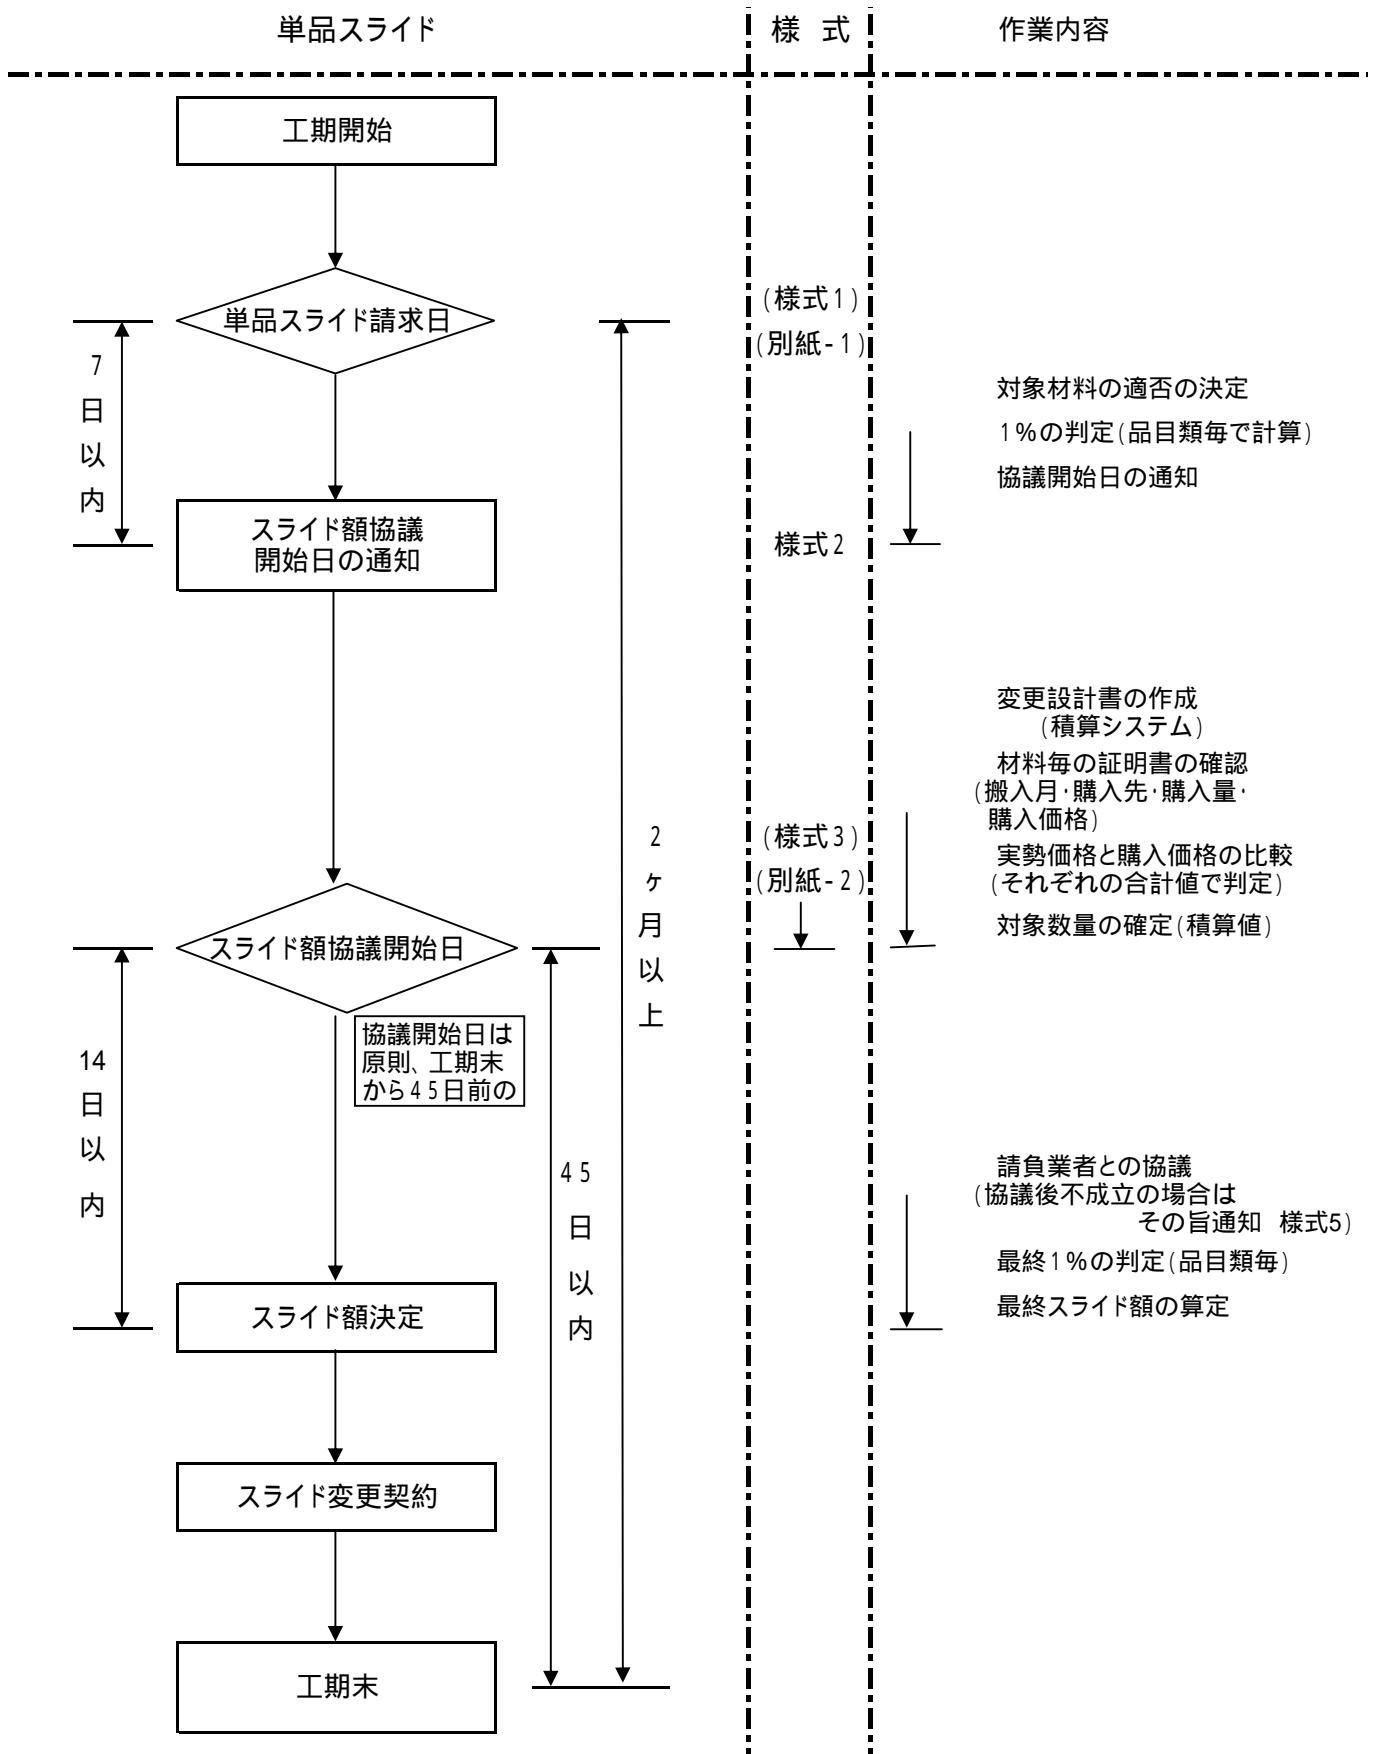 単品スライド
様 式
作業内容
工期開始
単品スライド請求日
(様式1)
(別紙-1)
7日以内
対象材料の適否の決定
1%の判定(品目類毎で計算)
協議開始日の通知
スライド額協議
開始日の通知
様式2
変更設計書の作成
(積算システム)
材料毎の証明書の確認
(搬入月・購入先・購入量・
購入価格)
実勢価格と購入価格の比較
(それぞれの合計値で判定)
対象数量の確定(積算値)
(様式3)
(別紙-2)
2ヶ月以上
スライド額協議開始日
協議開始日は
原則、工期末
から45日前の
14日以内
45日以内
請負業者との協議
(協議後不成立の場合は
その旨通知 様式5)
最終1%の判定(品目類毎)
最終スライド額の算定
スライド額決定
スライド変更契約
工期末